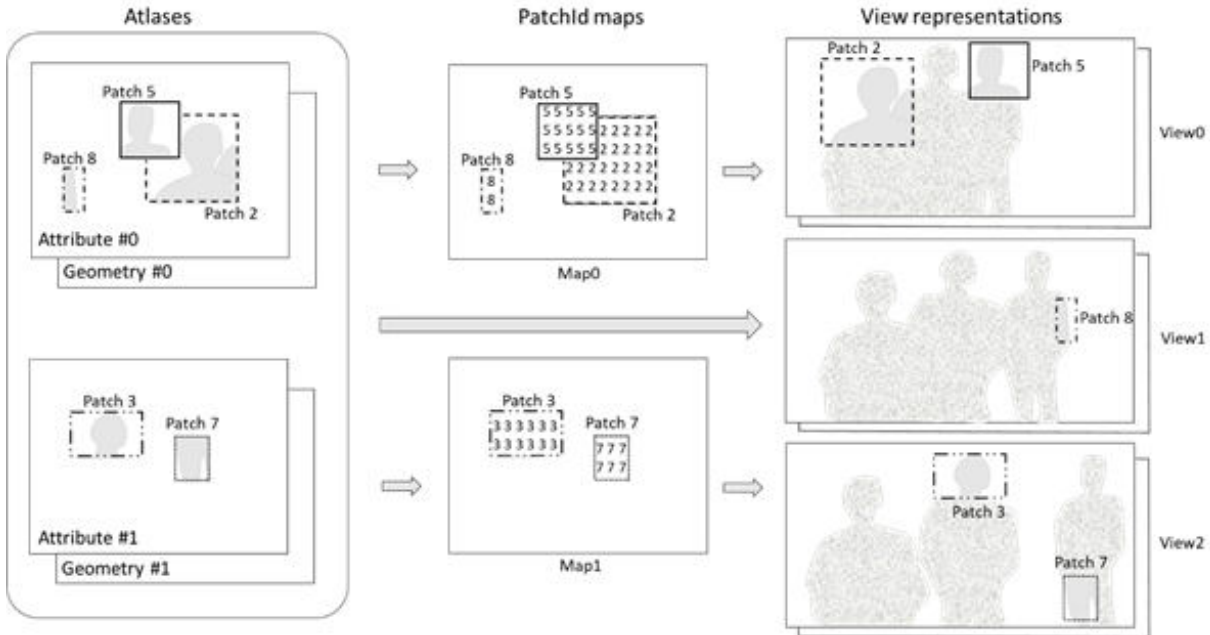 Atlases
PatchId maps
View representations
Patch 5
Patch 8
Patch 2
Attribute #0
Geometry #0
Patch 5
5 5 5 5 5
5 5 5 5 5 2 2 2 2 2
5 5 5 5 5 2 2 2 2 2
2 2 2 2 2 2 2 2
2 2 2 2 2 2 2 2
Patch 8
8
8
Patch 2
Map0
Patch 2
Patch 5
View0
Patch 8
View1
Patch 3
Patch 7
Attribute #1
Geometry #1
Patch 3
3 3 3 3 3 3
3 3 3 3 3 3
Patch 7
7 7 7
7 7 7
Map1
Patch 3
Patch 7
View2